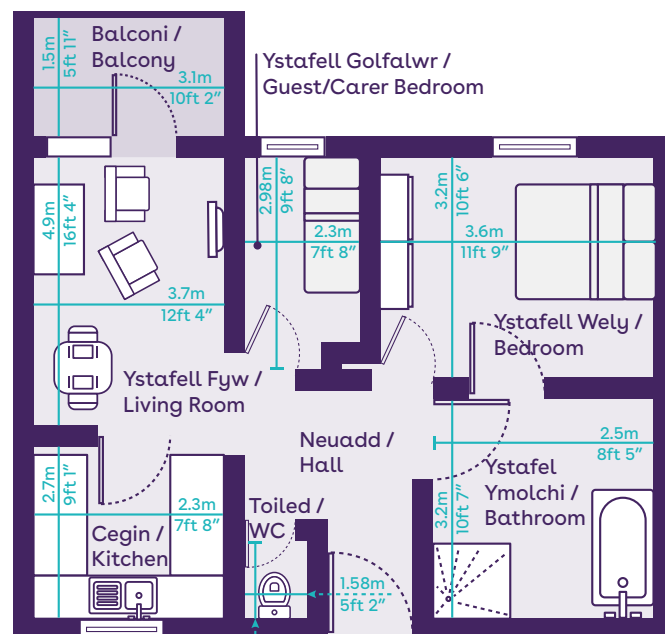 Balconi /
Balcony
1.5m
5ft 11”
3.1m
10ft 2”
Ystafell Golfalwr /
Guest/Carer Bedroom
4.9m
16ft 4”
3.7m
12ft 4”
2.98m
9ft 8”
2.3m
7ft 8”
3.2m
10ft 6”
3.6m
11ft 9”
Ystafell Wely /
Bedroom
Ystafell Fyw /
Living Room
Neuadd /
Hall
2.5m
8ft 5”
Ystafel
Ymolchi /
Bathroom
3.2m
10ft 7”
2.7m
9ft 1”
2.3m
7ft 8”
Cegin /
Kitchen
Toiled /
WC
1.58m
5ft 2”